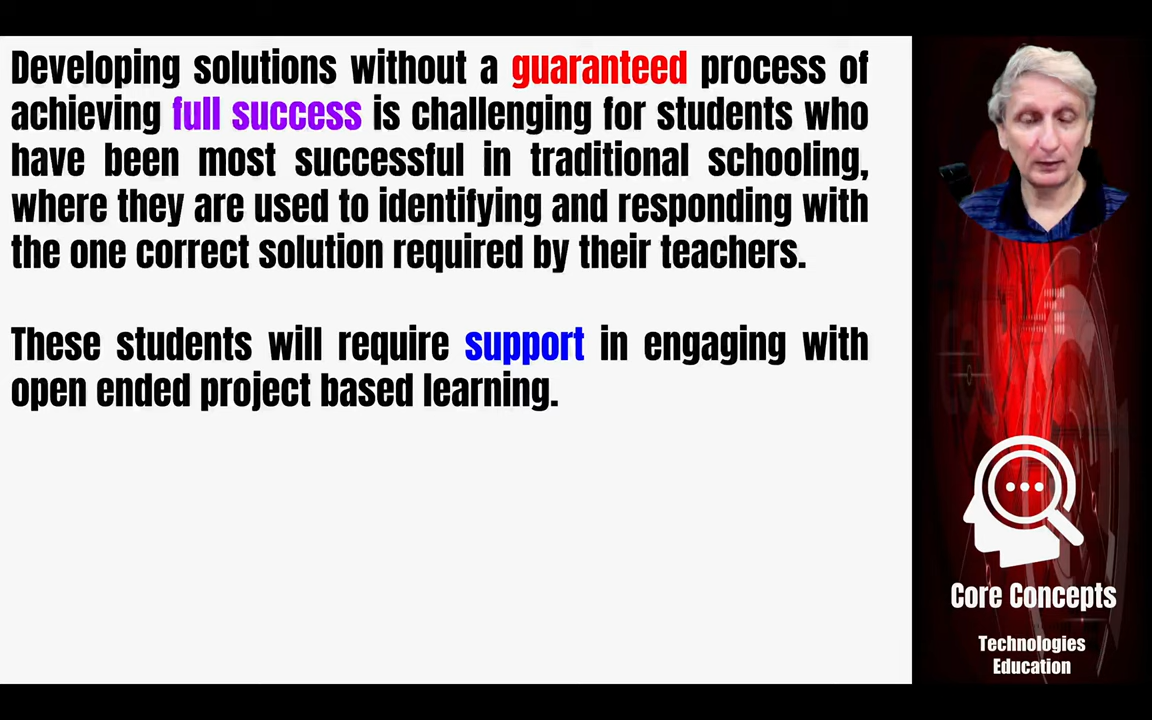 Developing solutions without a guaranteed process of
achieving full success is challenging for students who
have been most successful in traditional schooling,
where they are used to identifying and responding with
the one correct solution required by their teachers.
These students will require support in engaging with
open ended project based learning.
Core Concepts
Technologies
Education